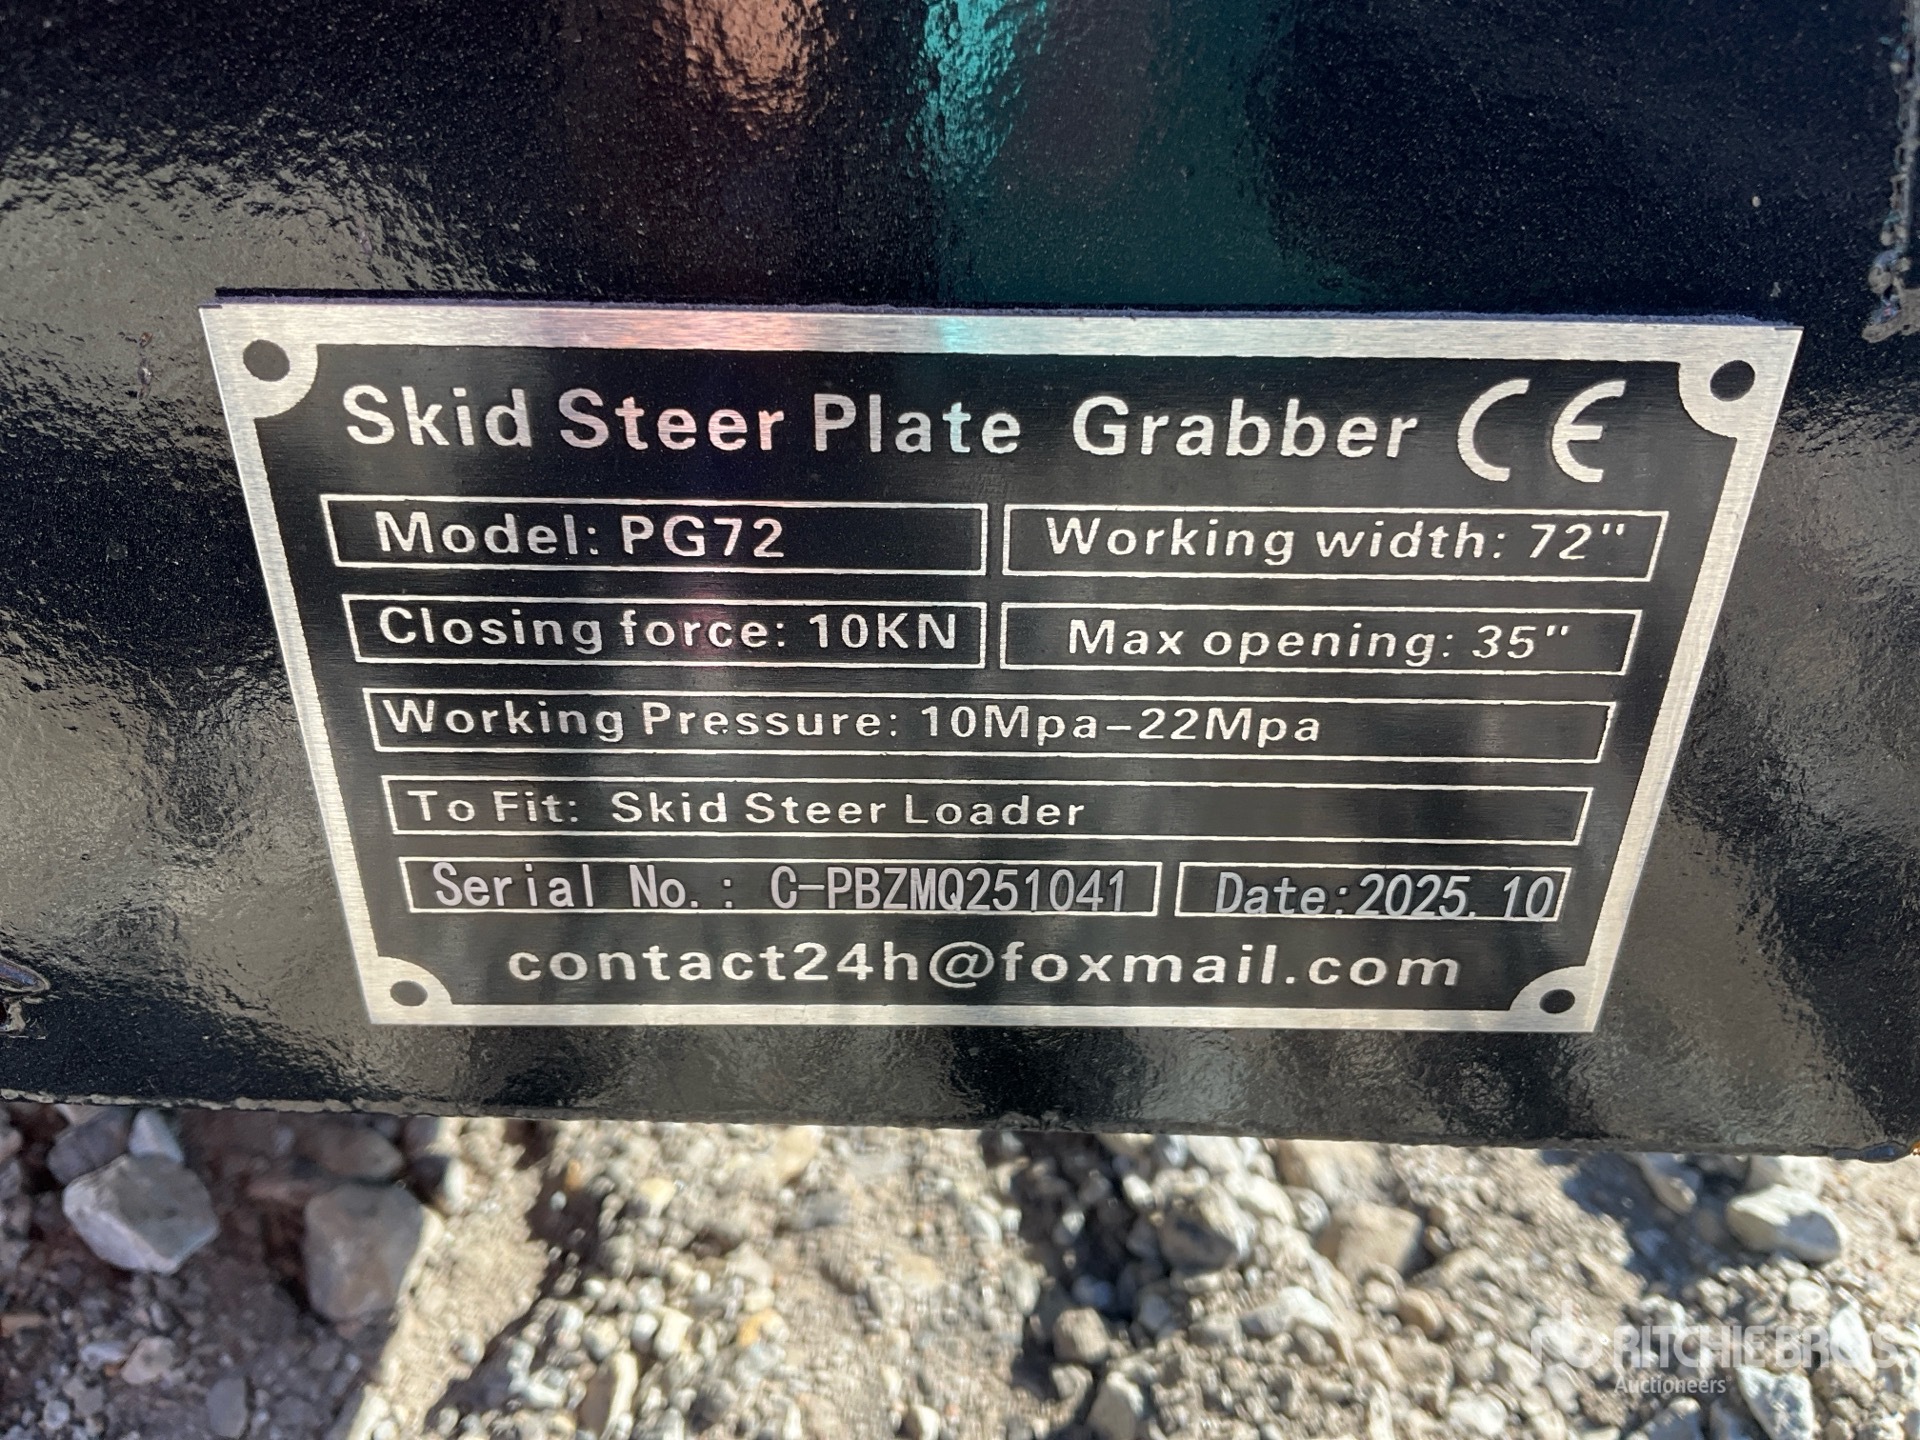 Skid Steer Plate Grabber CE
Model: PG72
Working width: 72"
Closing force: 10KN
Max opening: 35"
Working Pressure: 10Mpa-22Mpa
To Fit: Skid Steer Loader
Serial No.: C-PBZMQ251041
Date:2025.10
contact24h@foxmail.com
rb RITCHIE BROS
Auctioneers